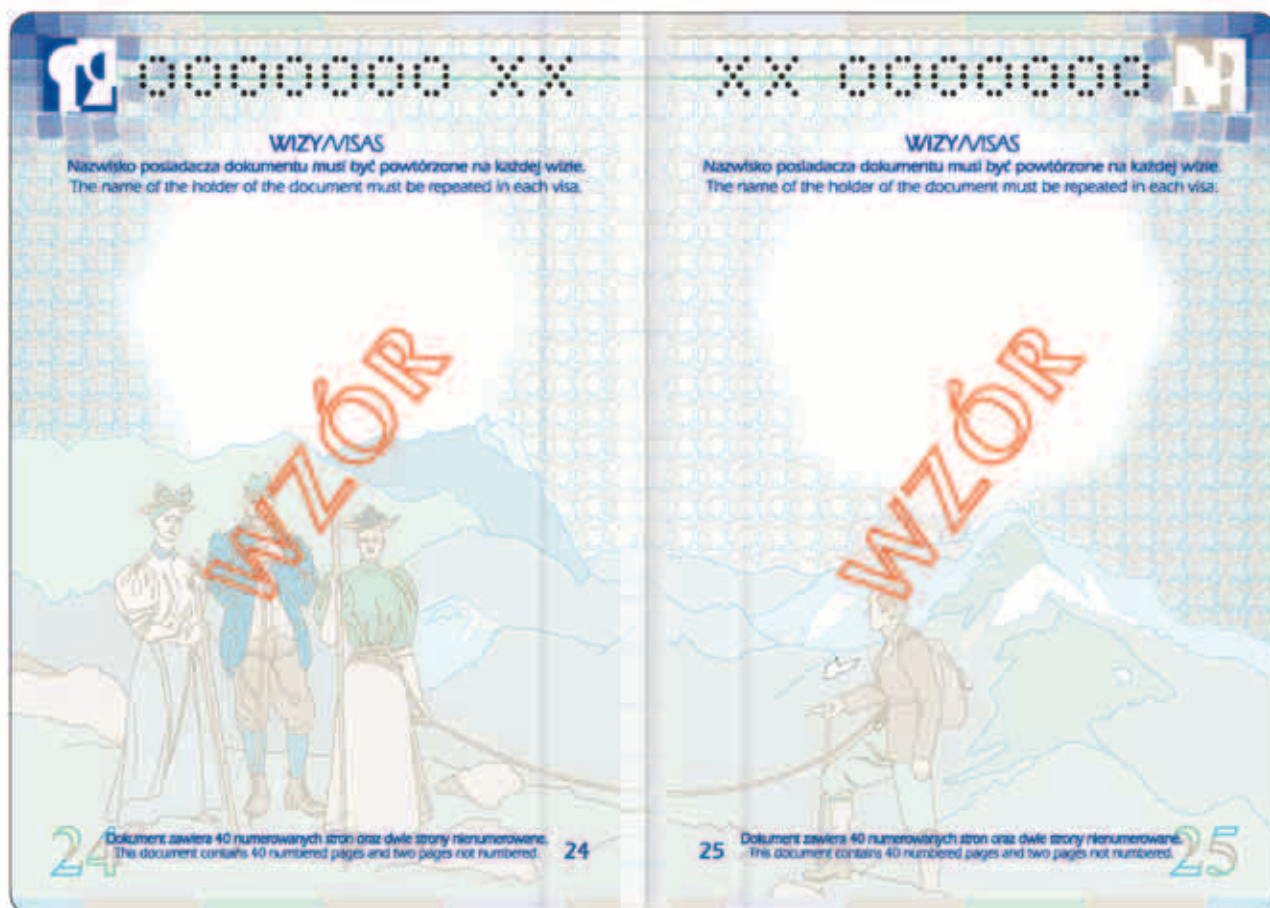 0000000 XX
WIZY/VISAS
Nazwisko posiadacza dokumentu musi być powtórzone na każdej wizie.
The name of the holder of the document must be repeated in each visa.
WZÓR
24
Dokument zawiera 40 numerowanych stron oraz dwie strony nienumerowane.
This document contains 40 numbered pages and two pages not numbered.
24
XX 0000000
WIZY/VISAS
Nazwisko posiadacza dokumentu musi być powtórzone na każdej wizie.
The name of the holder of the document must be repeated in each visa.
WZÓR
25
Dokument zawiera 40 numerowanych stron oraz dwie strony nienumerowane.
This document contains 40 numbered pages and two pages not numbered.
25